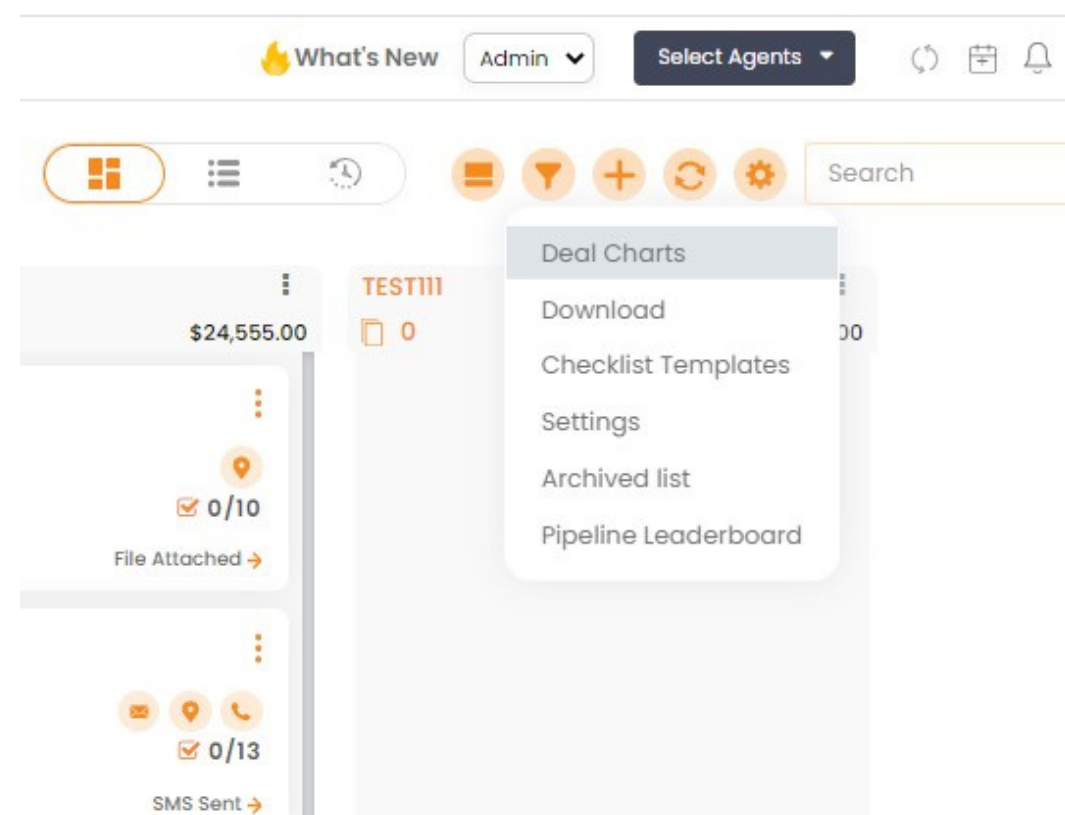 What's New Admin Select Agents
Search
Deal Charts
TEST111
Download
$24,555.00 0 00
Checklist Templates
Settings
Archived list
Pipeline Leaderboard
0/10
File Attached
0/13
SMS Sent